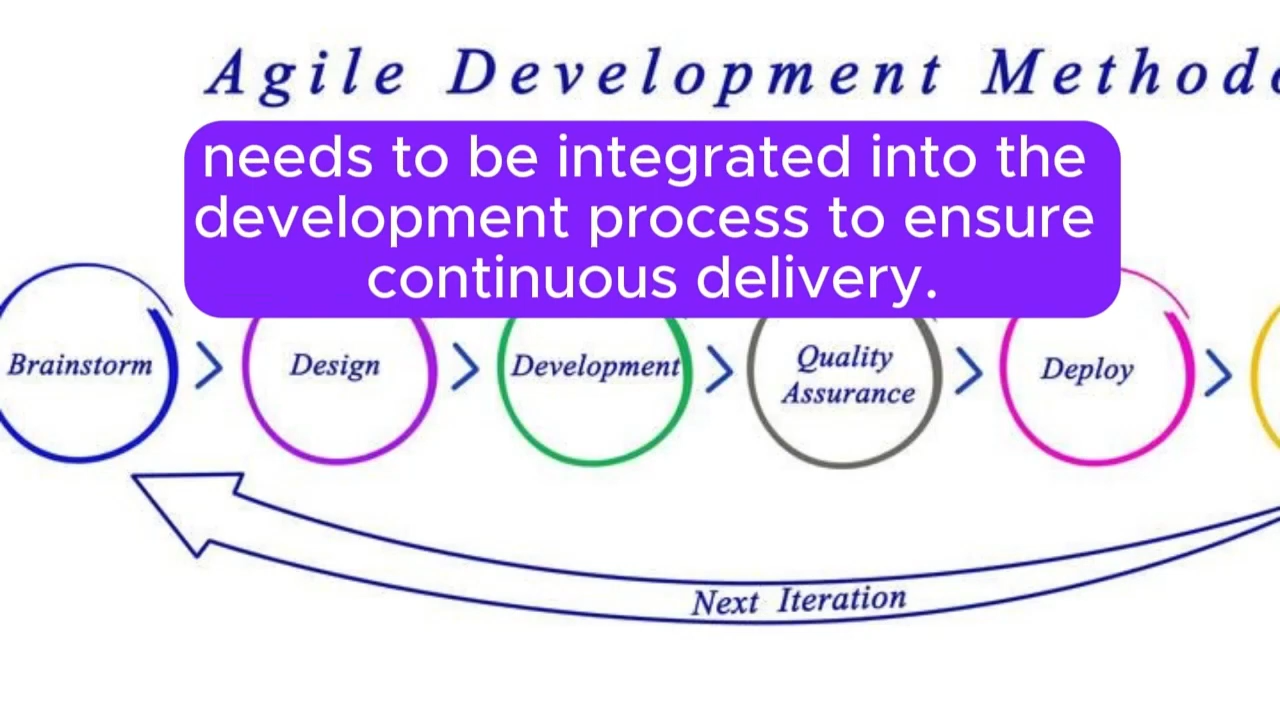 Agile Development
needs to be integrated into the
development process to ensure
continuous delivery.
Brainstorm > Design > Development > Quality Assurance > Deploy >
Next Iteration